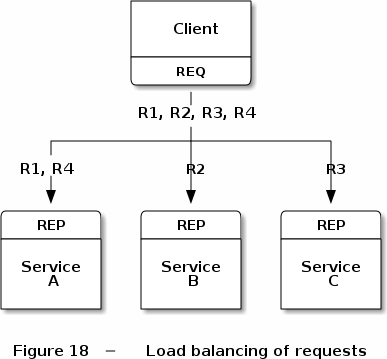 Client
REQ
R1, R2, R3, R4
R1, R4
R2
R3
REP
REP
REP
Service
A
Service
B
Service
C
Figure 18 – Load balancing of requests